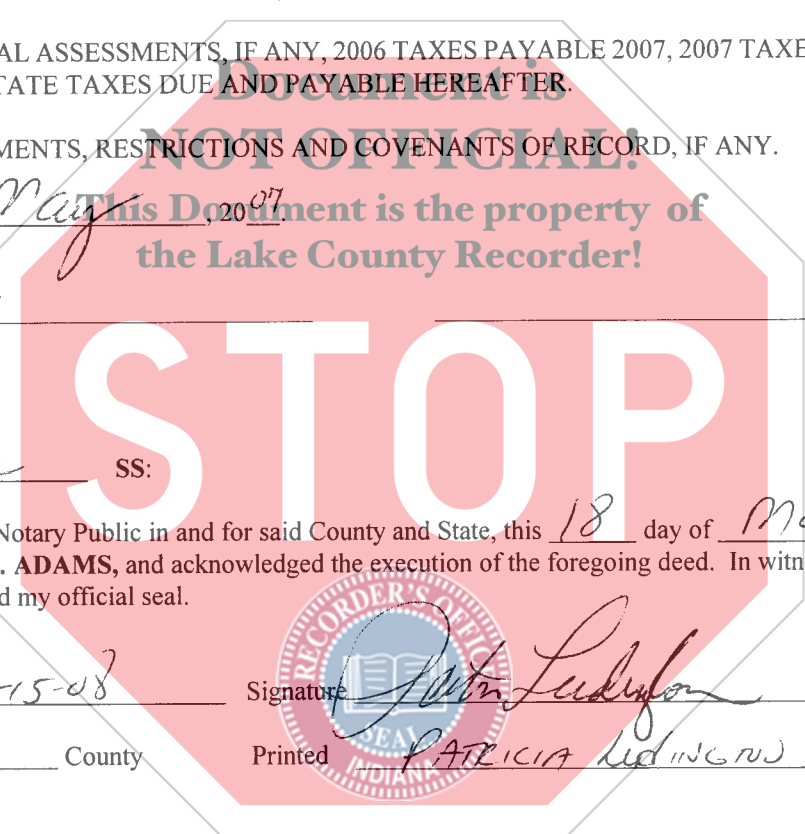 AL ASSESSMENTS, IF ANY, 2006 TAXES PAYABLE 2007, 2007 TAXE
TATE TAXES DUE AND PAYABLE HEREAFTER.
Document is
MENTS, RESTRICTIONS AND COVENANTS OF RECORD, IF ANY.
NOT OFFICIAL!
May , 2007.
This Document is the property of
the Lake County Recorder!
STOP
SS:
Notary Public in and for said County and State, this 18 day of Ma
. ADAMS, and acknowledged the execution of the foregoing deed. In witn
d my official seal.
RECORDER'S OFFICE
-15-08 Signature
SEAL
INDIANA
County Printed PATRICIA